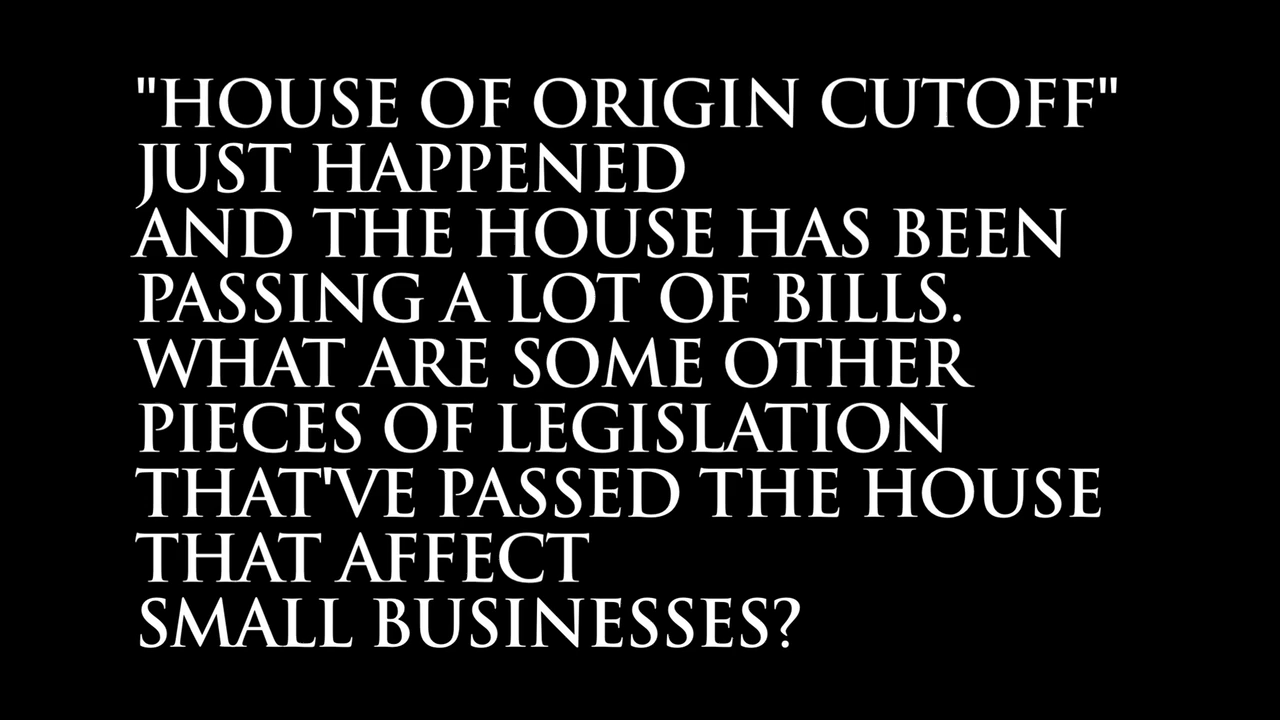 "HOUSE OF ORIGIN CUTOFF"
JUST HAPPENED
AND THE HOUSE HAS BEEN
PASSING A LOT OF BILLS.
WHAT ARE SOME OTHER
PIECES OF LEGISLATION
THAT'VE PASSED THE HOUSE
THAT AFFECT
SMALL BUSINESSES?